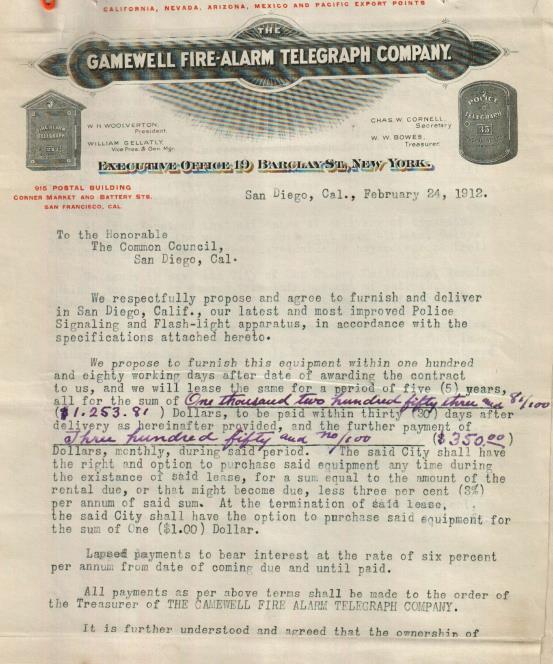 CALIFORNIA, NEVADA, ARIZONA, MEXICO AND PACIFIC EXPORT POINTS
THE
GAMEWELL FIRE-ALARM TELEGRAPH COMPANY.
W. H. WOOLVERTON,
President.
WILLIAM GELLATLY,
Vice Pres. & Gen. Mgr.
CHAS. W. CORNELL,
Secretary
W. W. BOWES,
Treasurer.
FIRE ALARM
TELEGRAPH
POLICE
TELEGRAPH
35
EXECUTIVE OFFICE 19 BARCLAY ST., NEW YORK.
915 POSTAL BUILDING
CORNER MARKET AND BATTERY STS.
SAN FRANCISCO, CAL.
San Diego, Cal., February 24, 1912.
To the Honorable
The Common Council,
San Diego, Cal.
We respectfully propose and agree to furnish and deliver
in San Diego, Calif., our latest and most improved Police
Signaling and Flash-light apparatus, in accordance with the
specifications attached hereto.
We propose to furnish this equipment within one hundred
and eighty working days after date of awarding the contract
to us, and we will lease the same for a period of five (5) years,
all for the sum of One thousand two hundred fifty three and 81/100
($1.253.81 ) Dollars, to be paid within thirty (30) days after
delivery as hereinafter provided, and the further payment of
Three hundred fifty and no/100 ($350.00)
Dollars, monthly, during said period. The said City shall have
the right and option to purchase said equipment any time during
the existance of said lease, for a sum equal to the amount of the
rental due, or that might become due, less three per cent (3%)
per annum of said sum. At the termination of said lease,
the said City shall have the option to purchase said equipment for
the sum of One ($1.00) Dollar.
Lapsed payments to bear interest at the rate of six percent
per annum from date of coming due and until paid.
All payments as per above terms shall be made to the order of
the Treasurer of THE GAMEWELL FIRE ALARM TELEGRAPH COMPANY.
It is further understood and agreed that the ownership of